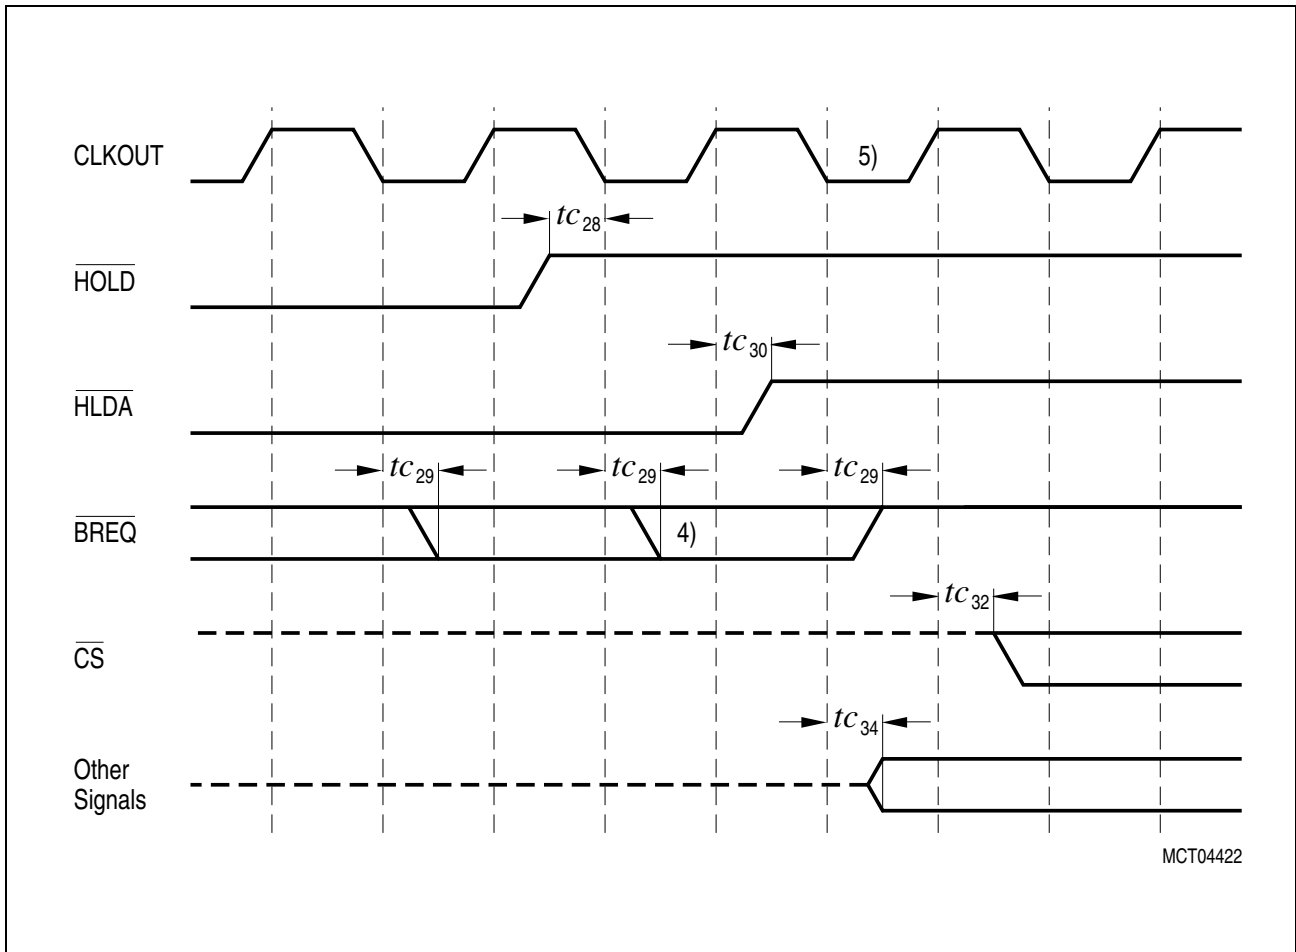 CLKOUT
5)
tc28
HOLD
tc30
HLDA
tc29 tc29 tc29
BREQ
4)
tc32
CS
tc34
Other
Signals
MCT04422